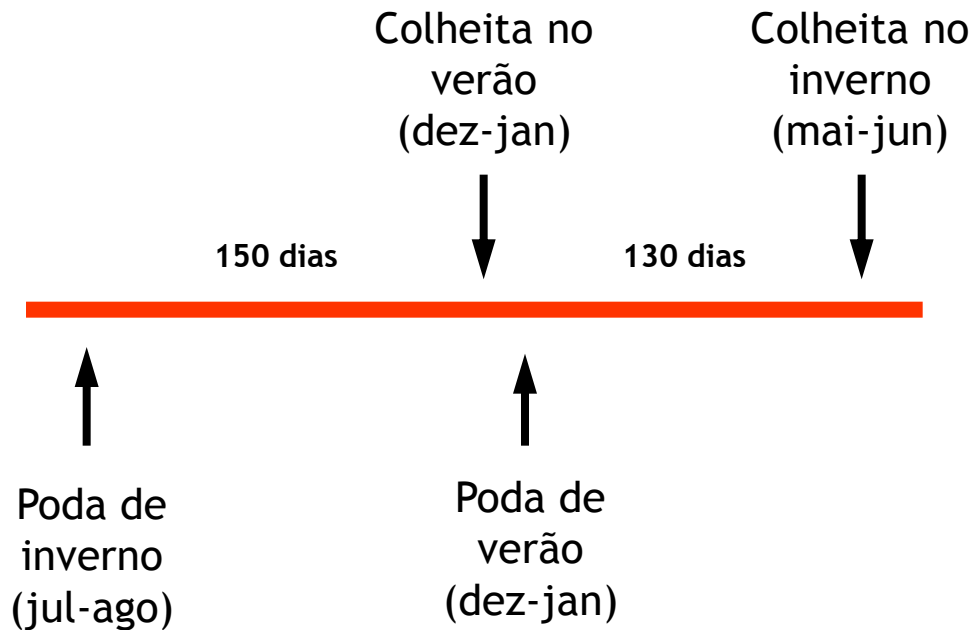 Colheita no
verão
(dez-jan)
Colheita no
inverno
(mai-jun)
150 dias
130 dias
Poda de
inverno
(jul-ago)
Poda de
verão
(dez-jan)